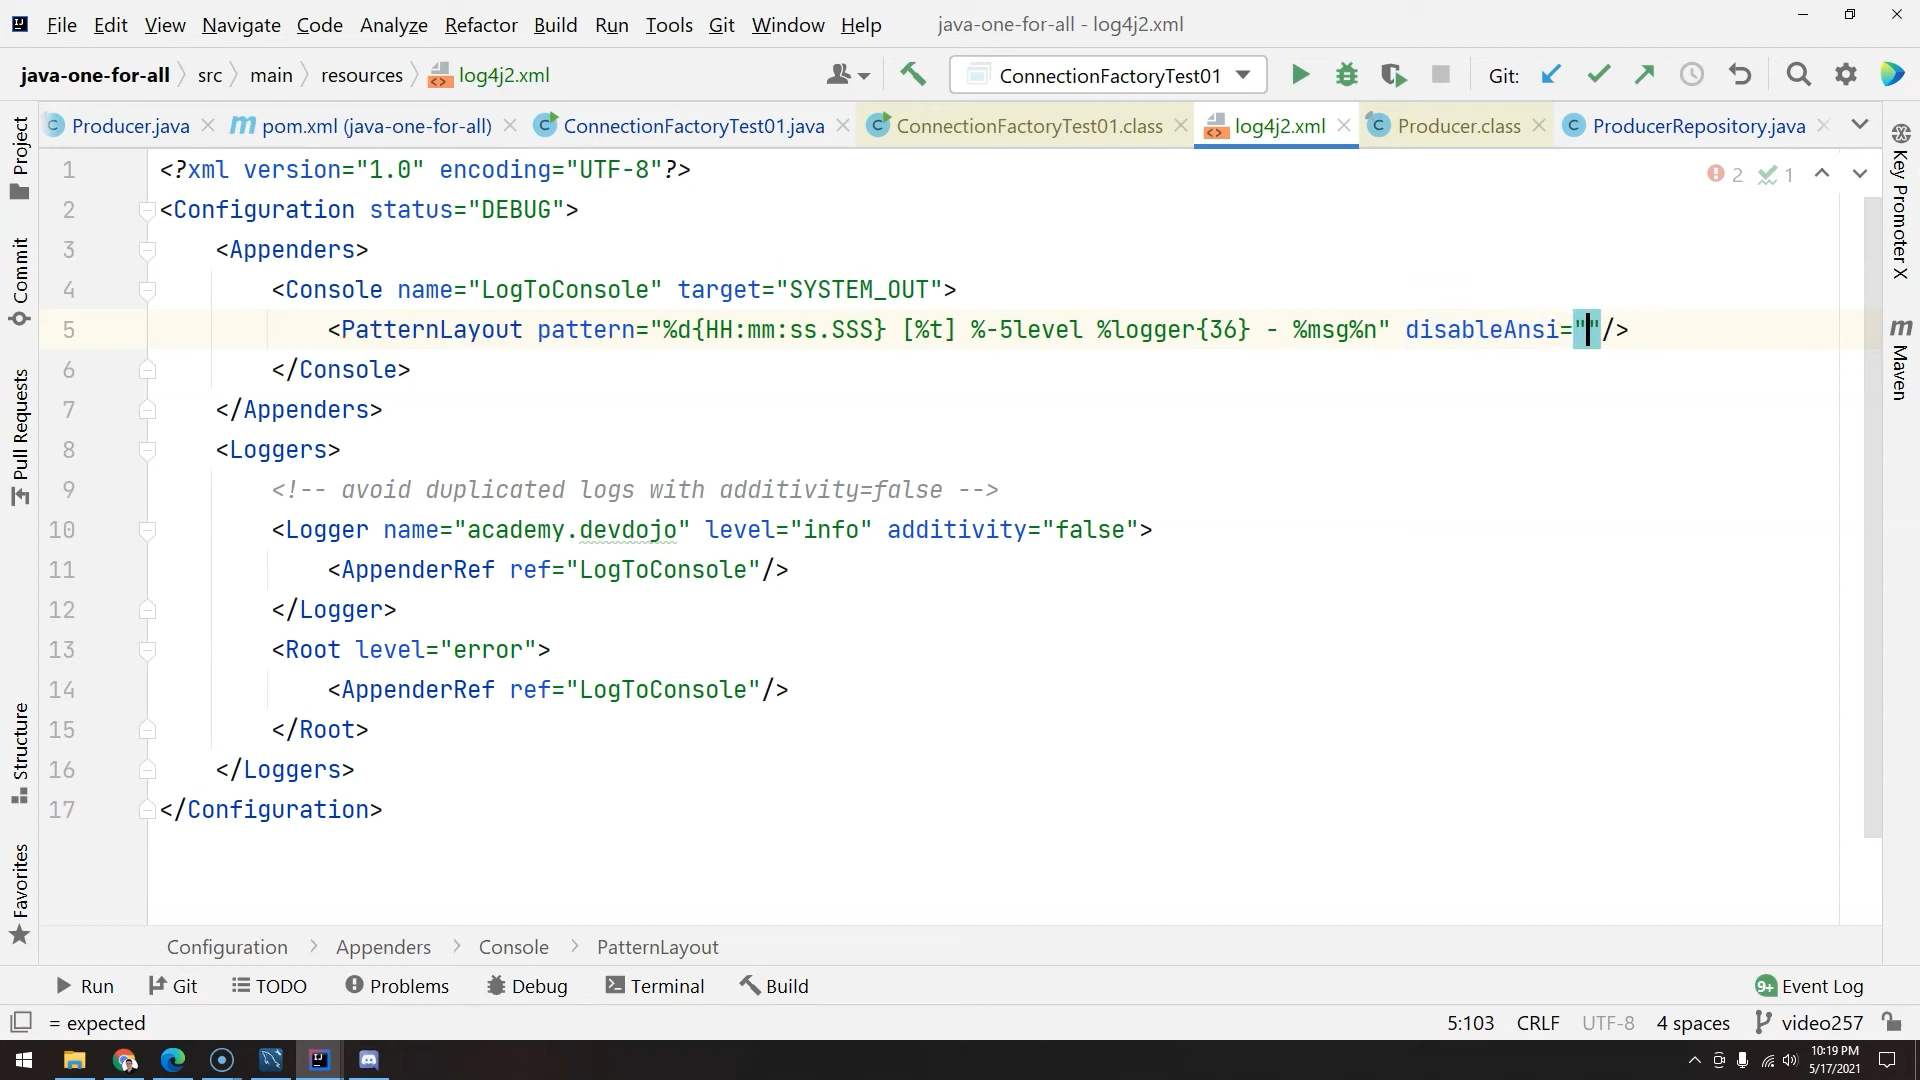 File Edit View Navigate Code Analyze Refactor Build Run Tools Git Window Help java-one-for-all - log4j2.xml
java-one-for-all src main resources log4j2.xml ConnectionFactoryTest01 Git:
Producer.java pom.xml (java-one-for-all) ConnectionFactoryTest01.java ConnectionFactoryTest01.class log4j2.xml Producer.class ProducerRepository.java
2 1
1 <?xml version="1.0" encoding="UTF-8"?>
2 <Configuration status="DEBUG">
3 <Appenders>
4 <Console name="LogToConsole" target="SYSTEM_OUT">
5 <PatternLayout pattern="%d{HH:mm:ss.SSS} [%t] %-5level %logger{36} - %msg%n" disableAnsi=""/>
6 </Console>
7 </Appenders>
8 <Loggers>
9 <!-- avoid duplicated logs with additivity=false -->
10 <Logger name="academy.devdojo" level="info" additivity="false">
11 <AppenderRef ref="LogToConsole"/>
12 </Logger>
13 <Root level="error">
14 <AppenderRef ref="LogToConsole"/>
15 </Root>
16 </Loggers>
17 </Configuration>
Project
Commit
Pull Requests
Structure
Favorites
Key Promoter X
Maven
Configuration Appenders Console PatternLayout
Run Git TODO Problems Debug Terminal Build 9+ Event Log
= expected 5:103 CRLF UTF-8 4 spaces video257
10:19 PM
5/17/2021